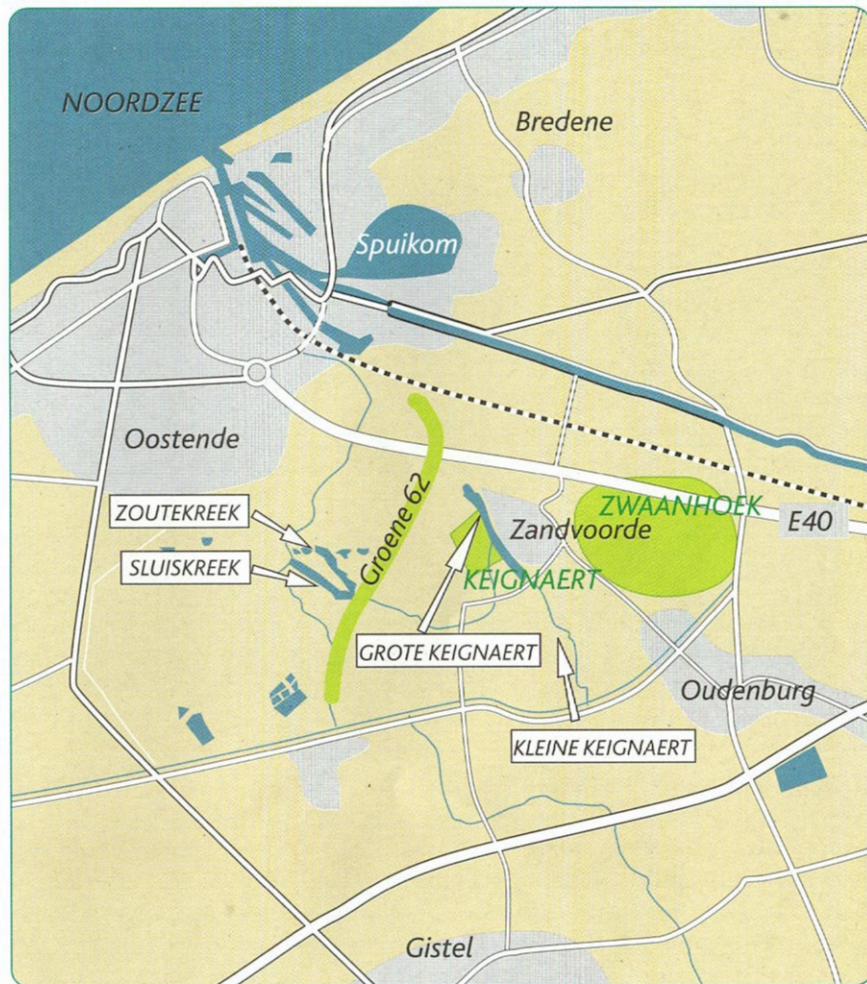 NOORDZEE
Bredene
Spuikom
Oostende
ZOUTEKREEK
SLUISKREEK
Groene 62
ZWAANHOEK
Zandvoorde
E40
KEIGNAERT
GROTE KEIGNAERT
Oudenburg
KLEINE KEIGNAERT
Gistel